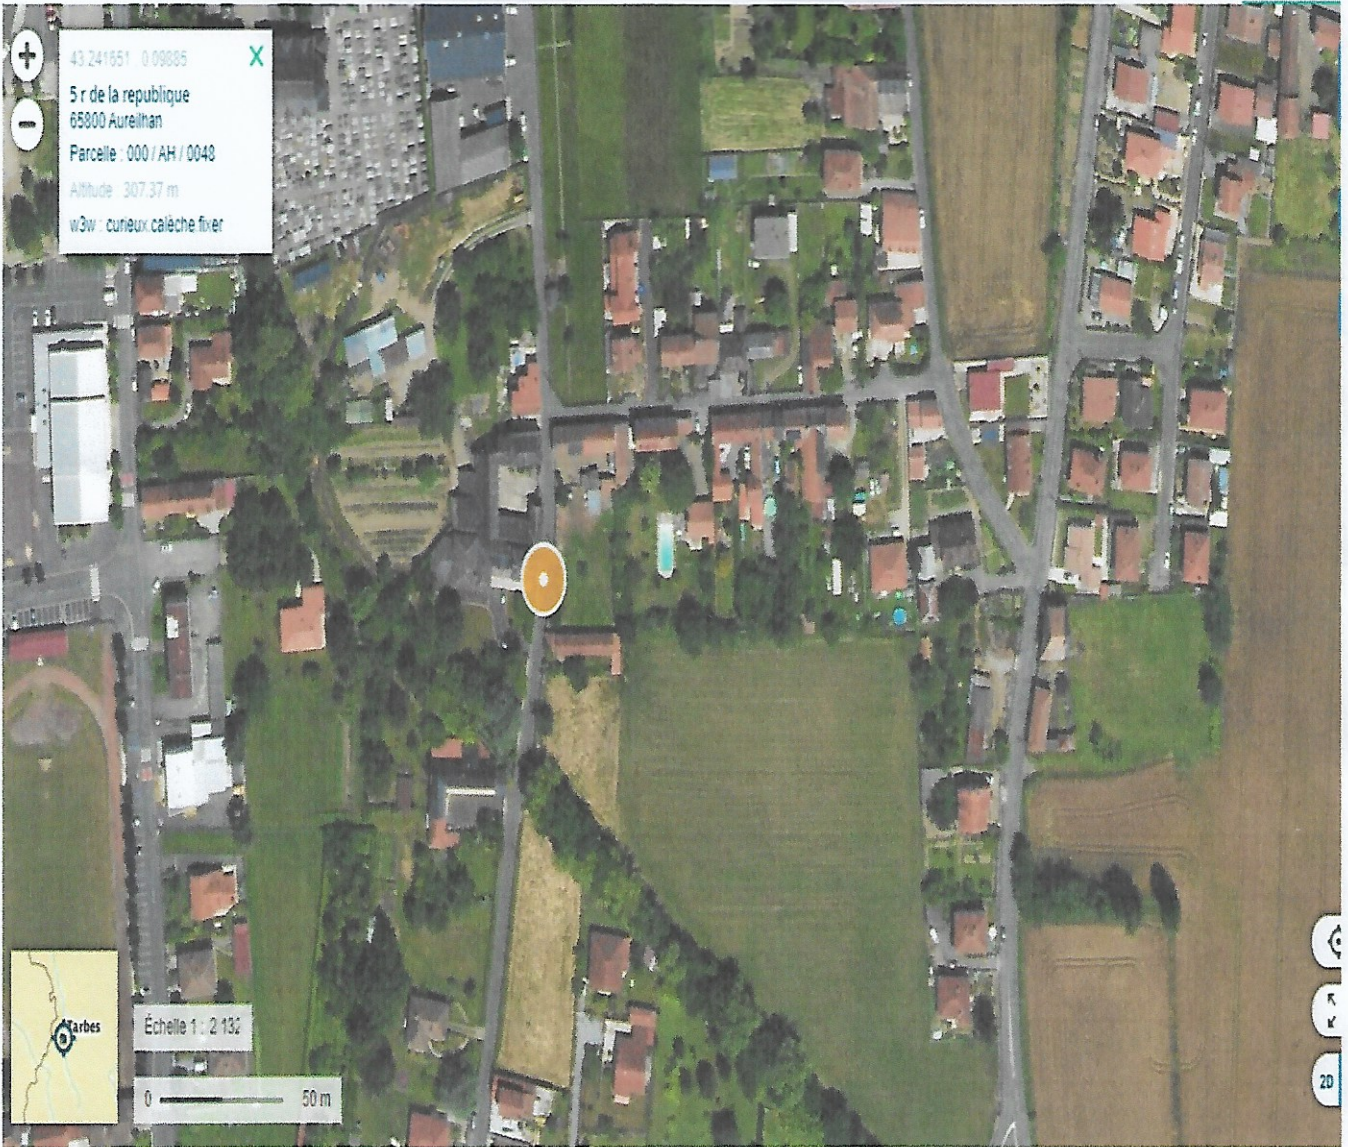 43.241651 , 0.09885
X
5 r de la republique
65800 Aureilhan
Parcelle : 000 / AH / 0048
Altitude : 307.37 m
w3w : curieux.calèche.fixer
Tarbes
Échelle 1 : 2 132
0 50 m
2D